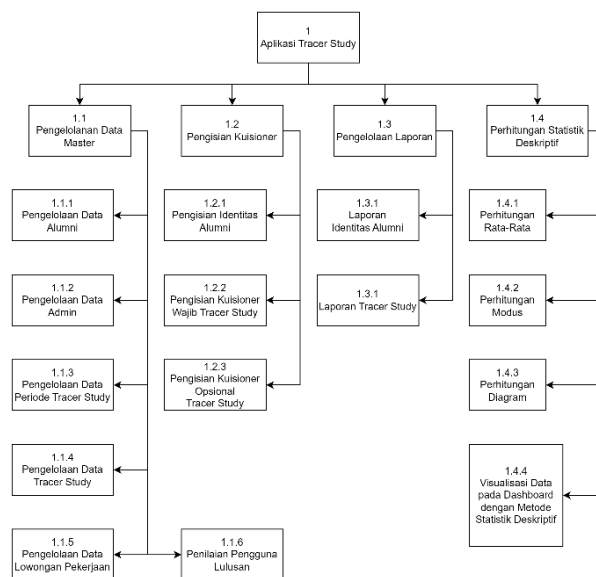 1
Aplikasi Tracer Study
1.1
Pengelolanan Data
Master
1.2
Pengisian Kuisioner
1.3
Pengelolaan Laporan
1.4
Perhitungan Statistik
Deskriptif
1.1.1
Pengelolaan Data
Alumni
1.2.1
Pengisian Identitas
Alumni
1.3.1
Laporan
Identitas Alumni
1.4.1
Perhitungan
Rata-Rata
1.1.2
Pengelolaan Data
Admin
1.2.2
Pengisian Kuisioner
Wajib Tracer Study
1.3.1
Laporan Tracer Study
1.4.2
Perhitungan
Modus
1.1.3
Pengelolaan Data
Periode Tracer Study
1.2.3
Pengisian Kuisioner
Opsional
Tracer Study
1.4.3
Perhitungan
Diagram
1.1.4
Pengelolaan Data
Tracer Study
1.4.4
Visualisasi Data
pada Dashboard
dengan Metode
Statistik Deskriptif
1.1.5
Pengelolaan Data
Lowongan Pekerjaan
1.1.6
Penilaian Pengguna
Lulusan